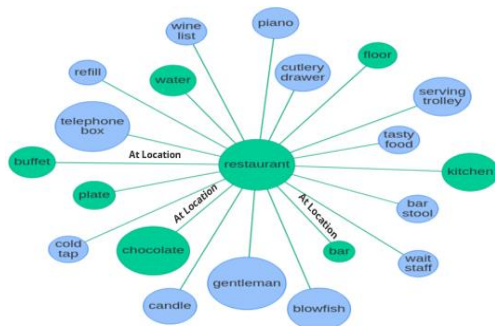 wine
list
piano
floor
refill
water
cutlery
drawer
serving
trolley
telephone
box
tasty
food
buffet
At Location
restaurant
kitchen
plate
At Location
At Location
bar
stool
cold
tap
chocolate
bar
wait
staff
gentleman
candle
blowfish